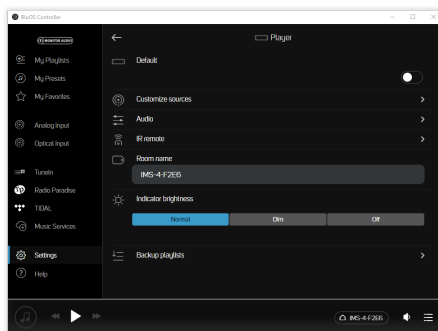 BluOS Controller
MONITOR AUDIO
Player
My Playlists
My Presets
My Favorites
Analog Input
Optical Input
TuneIn
Radio Paradise
TIDAL
Music Services
Settings
Help
Default
Customize sources
Audio
IR remote
Room name
IMS-4-F2E6
Indicator brightness
Normal
Dim
Off
Backup playlists
IMS-4-F2E6